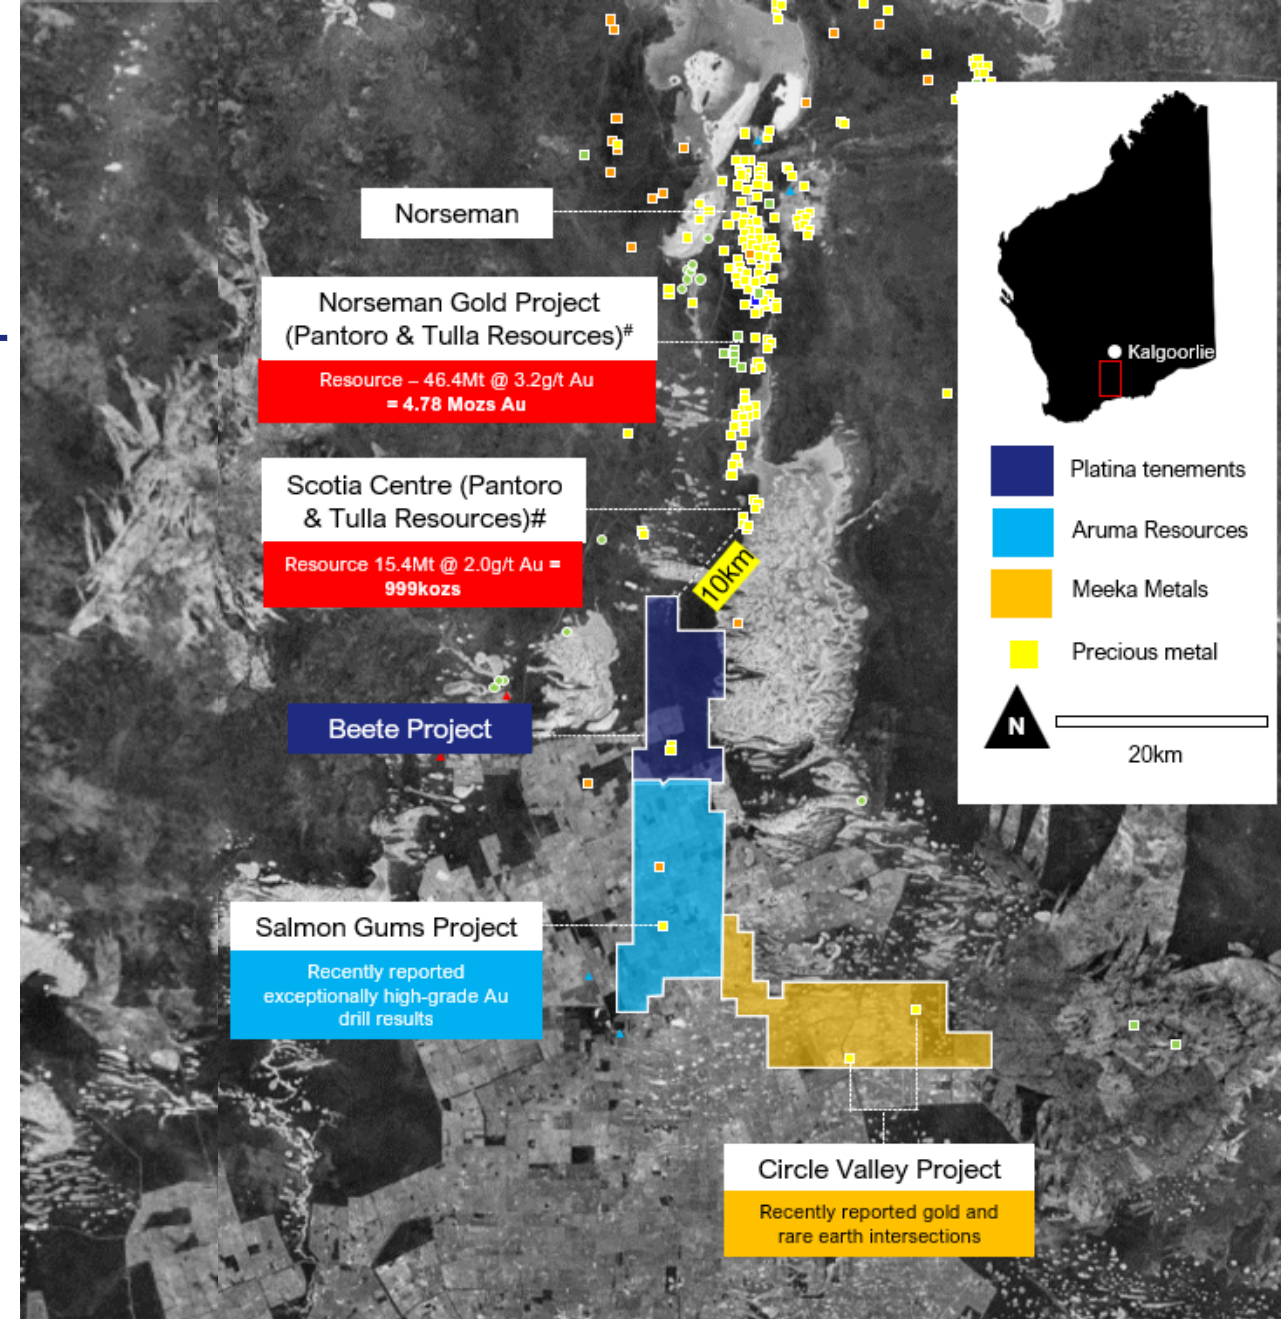 Norseman
Norseman Gold Project
(Pantoro & Tulla Resources)#
Resource – 46.4Mt @ 3.2g/t Au
= 4.78 Mozs Au
Scotia Centre (Pantoro
& Tulla Resources)#
Resource 15.4Mt @ 2.0g/t Au =
999kozs
10km
Beete Project
Salmon Gums Project
Recently reported
exceptionally high-grade Au
drill results
Circle Valley Project
Recently reported gold and
rare earth intersections
Kalgoorlie
Platina tenements
Aruma Resources
Meeka Metals
Precious metal
N
20km